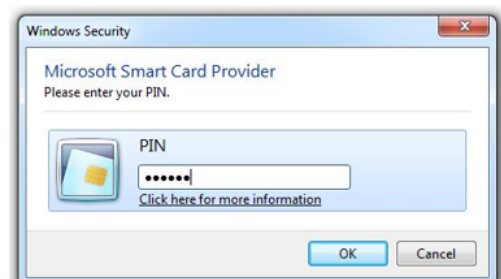 Windows Security
Microsoft Smart Card Provider
Please enter your PIN.
PIN
••••••
Click here for more information
OK
Cancel